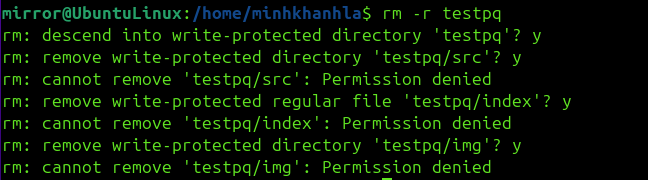 mirror@UbuntuLinux:/home/minhkhanhla$ rm -r testpq
rm: descend into write-protected directory 'testpq'? y
rm: remove write-protected directory 'testpq/src'? y
rm: cannot remove 'testpq/src': Permission denied
rm: remove write-protected regular file 'testpq/index'? y
rm: cannot remove 'testpq/index': Permission denied
rm: remove write-protected directory 'testpq/img'? y
rm: cannot remove 'testpq/img': Permission denied